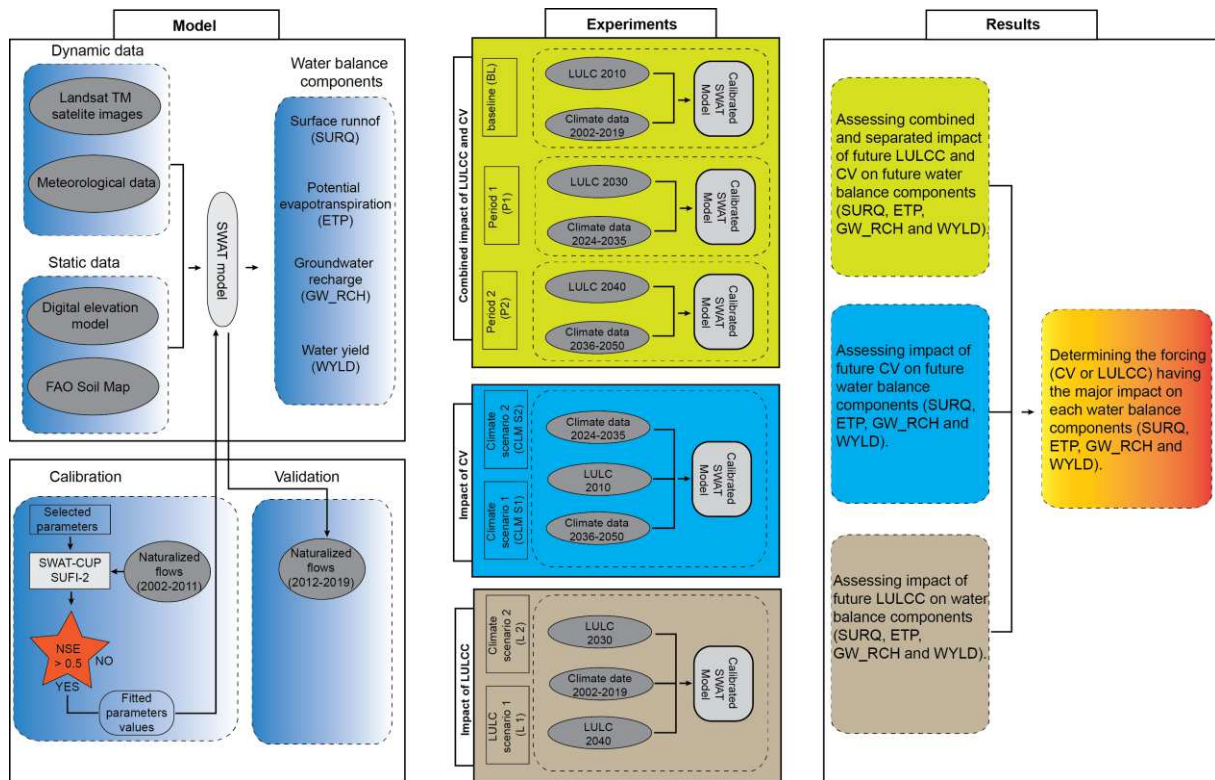 Model
Dynamic data
Landsat TM
satelite images
Meteorological data
Static data
Digital elevation
model
FAO Soil Map
SWAT model
Water balance
components
Surface runnof
(SURQ)
Potential
evapotranspiration
(ETP)
Groundwater
recharge
(GW_RCH)
Water yield
(WYLD)
Calibration
Selected
parameters
SWAT-CUP
SUFI-2
Naturalized
flows
(2002-2011)
NSE
> 0.5
NO
YES
Fitted
parameters
values
Validation
Naturalized
flows
(2012-2019)
Experiments
Combined impact of LULCC and CV
baseline (BL)
LULC 2010
Climate data
2002-2019
Calibrated
SWAT
Model
Period 1
(P1)
LULC 2030
Climate data
2024-2035
Calibrated
SWAT
Model
Period 2
(P2)
LULC 2040
Climate data
2036-2050
Calibrated
SWAT
Model
Impact of CV
Climate
scenario 2
(CLM S2)
Climate
scenario 1
(CLM S1)
Climate data
2024-2035
LULC
2010
Climate data
2036-2050
Calibrated
SWAT
Model
Impact of LULCC
Climate
scenario 2
(L 2)
LULC
scenario 1
(L 1)
LULC
2030
Climate date
2002-2019
LULC
2040
Calibrated
SWAT
Model
Results
Assessing combined
and separated impact
of future LULCC and
CV on future water
balance components
(SURQ, ETP,
GW_RCH and WYLD).
Assessing impact of
future CV on future
water balance
components (SURQ,
ETP, GW_RCH and
WYLD).
Assessing impact of
future LULCC on water
balance components
(SURQ, ETP,
GW_RCH and WYLD).
Determining the forcing
(CV or LULCC) having
the major impact on
each water balance
components (SURQ,
ETP, GW_RCH and
WYLD).